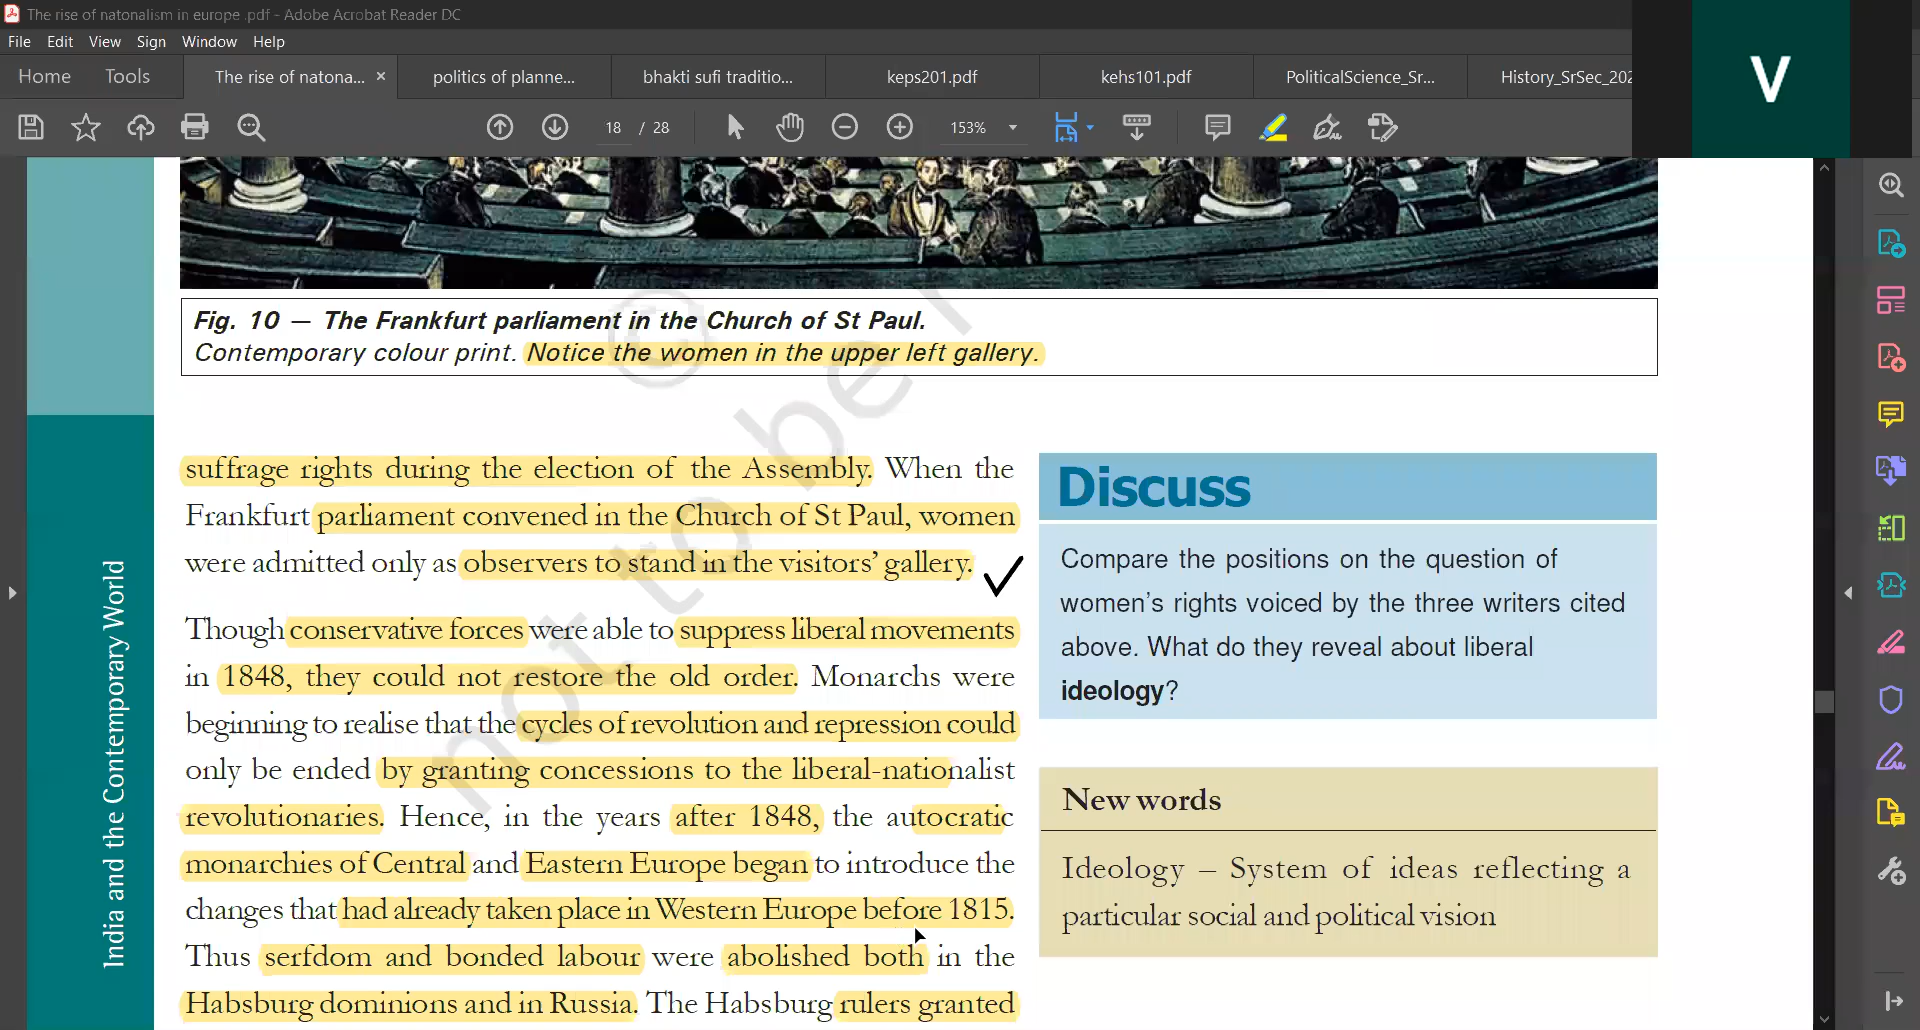 The rise of natonalism in europe .pdf - Adobe Acrobat Reader DC
File Edit View Sign Window Help
Home Tools The rise of natona... × politics of planne... bhakti sufi traditio... keps201.pdf kehs101.pdf PoliticalScience_Sr... History_SrSec_202
V
18 / 28 153%
Fig. 10 — The Frankfurt parliament in the Church of St Paul.
Contemporary colour print. Notice the women in the upper left gallery.
© not to be r
India and the Contemporary World
suffrage rights during the election of the Assembly. When the
Frankfurt parliament convened in the Church of St Paul, women
were admitted only as observers to stand in the visitors’ gallery.
Though conservative forces were able to suppress liberal movements
in 1848, they could not restore the old order. Monarchs were
beginning to realise that the cycles of revolution and repression could
only be ended by granting concessions to the liberal-nationalist
revolutionaries. Hence, in the years after 1848, the autocratic
monarchies of Central and Eastern Europe began to introduce the
changes that had already taken place in Western Europe before 1815.
Thus serfdom and bonded labour were abolished both in the
Habsburg dominions and in Russia. The Habsburg rulers granted
Discuss
Compare the positions on the question of
women’s rights voiced by the three writers cited
above. What do they reveal about liberal
ideology?
New words
Ideology – System of ideas reflecting a
particular social and political vision